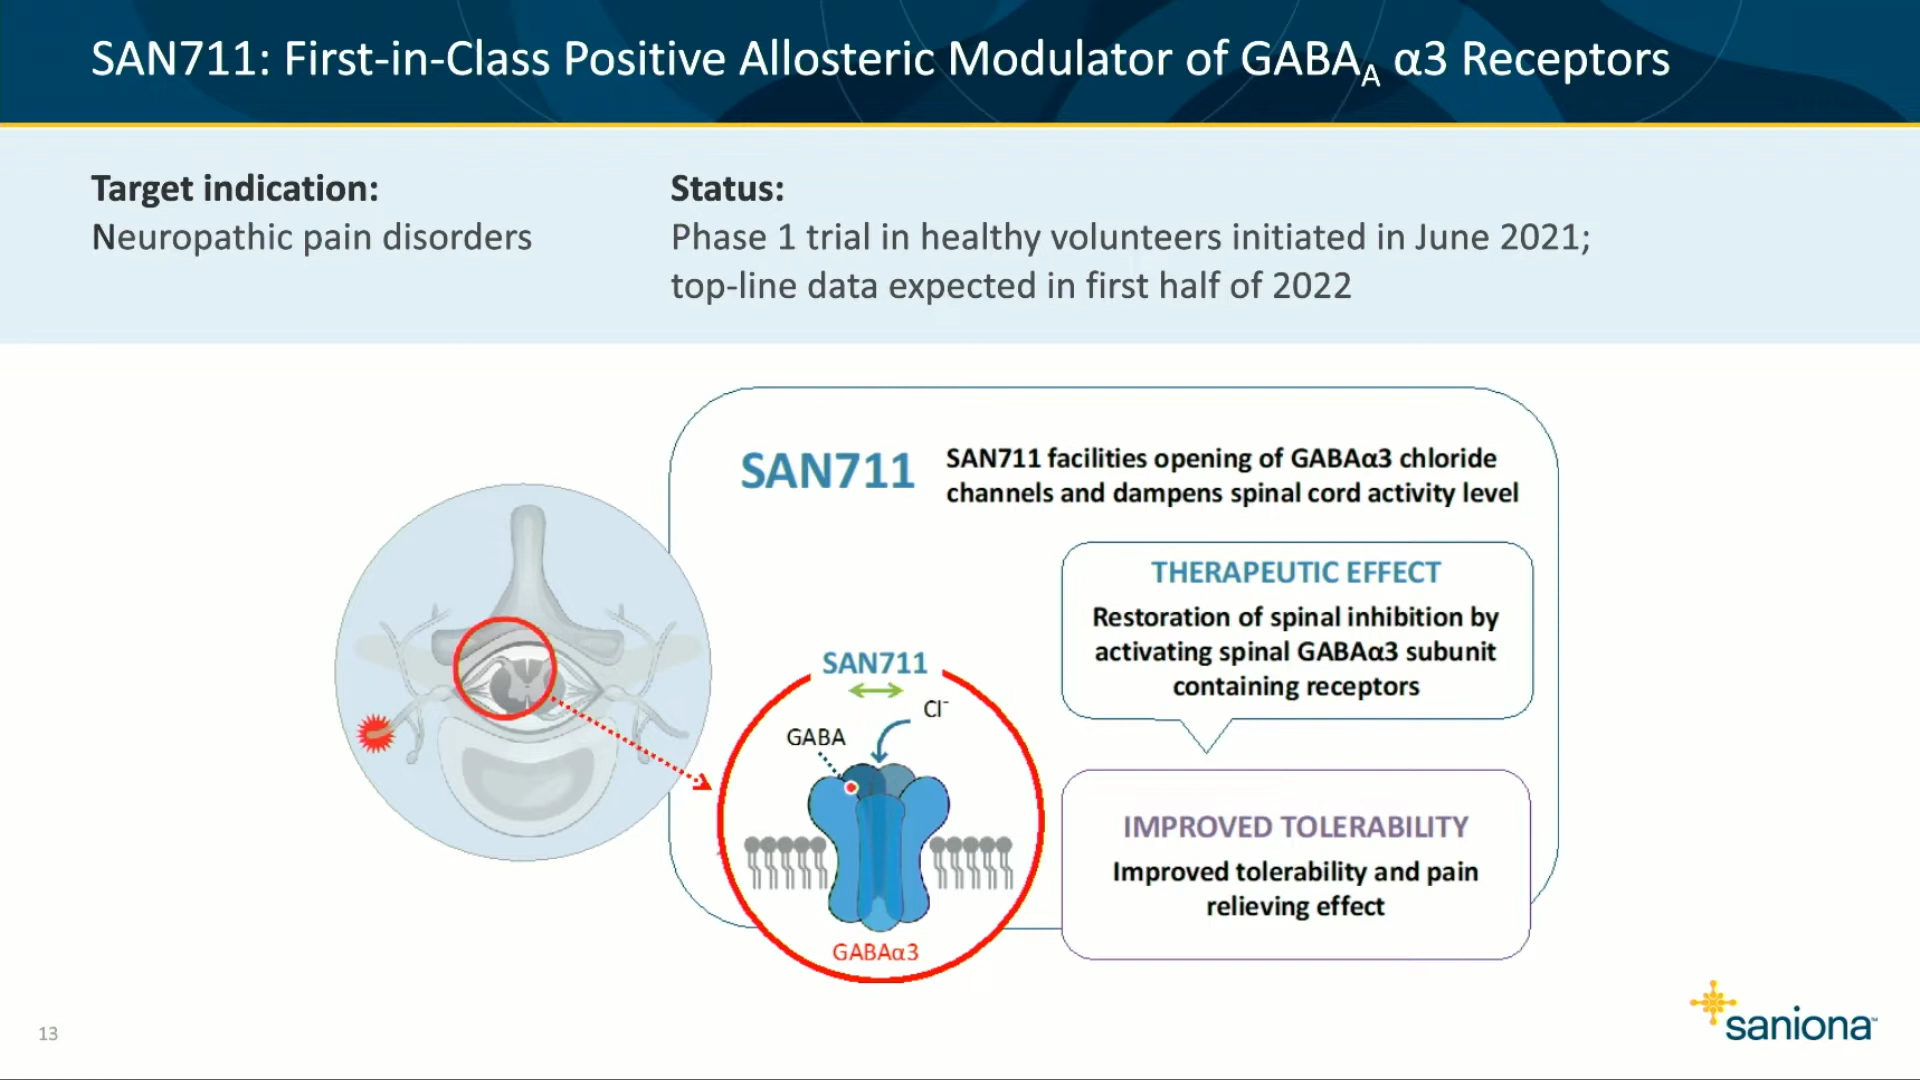 SAN711: First-in-Class Positive Allosteric Modulator of GABAA α3 Receptors
Target indication:
Neuropathic pain disorders
Status:
Phase 1 trial in healthy volunteers initiated in June 2021;
top-line data expected in first half of 2022
SAN711
SAN711 facilities opening of GABAα3 chloride
channels and dampens spinal cord activity level
THERAPEUTIC EFFECT
Restoration of spinal inhibition by
activating spinal GABAα3 subunit
containing receptors
SAN711
Cl-
GABA
GABAα3
IMPROVED TOLERABILITY
Improved tolerability and pain
relieving effect
13
saniona™